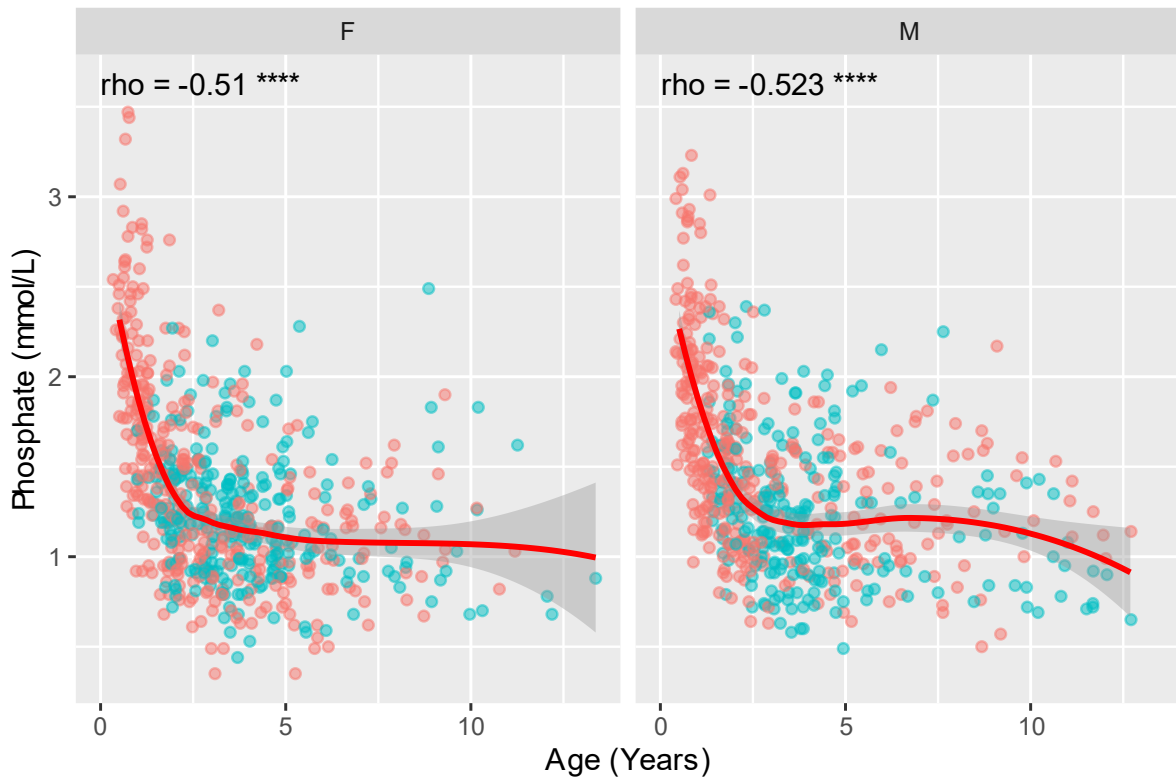 F
M
rho = -0.51 ****
rho = -0.523 ****
Phosphate (mmol/L)
3
2
1
0
5
10
0
5
10
Age (Years)